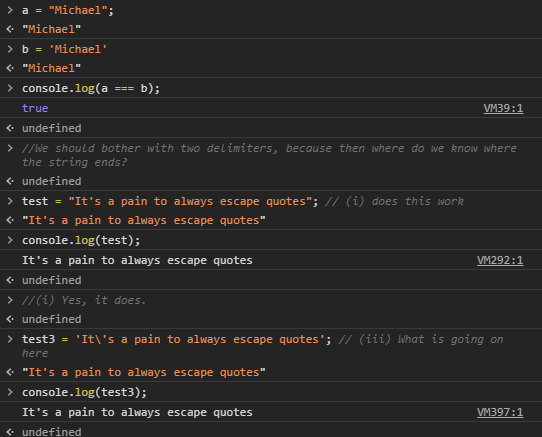 > a = "Michael";
<· "Michael"
> b = 'Michael'
<· "Michael"
> console.log(a === b);
true VM39:1
<· undefined
> //We should bother with two delimiters, because then where do we know where
the string ends?
<· undefined
> test = "It's a pain to always escape quotes"; // (i) does this work
<· "It's a pain to always escape quotes"
> console.log(test);
It's a pain to always escape quotes VM292:1
<· undefined
> //(i) Yes, it does.
<· undefined
> test3 = 'It\'s a pain to always escape quotes'; // (iii) What is going on
here
<· "It's a pain to always escape quotes"
> console.log(test3);
It's a pain to always escape quotes VM397:1
<· undefined